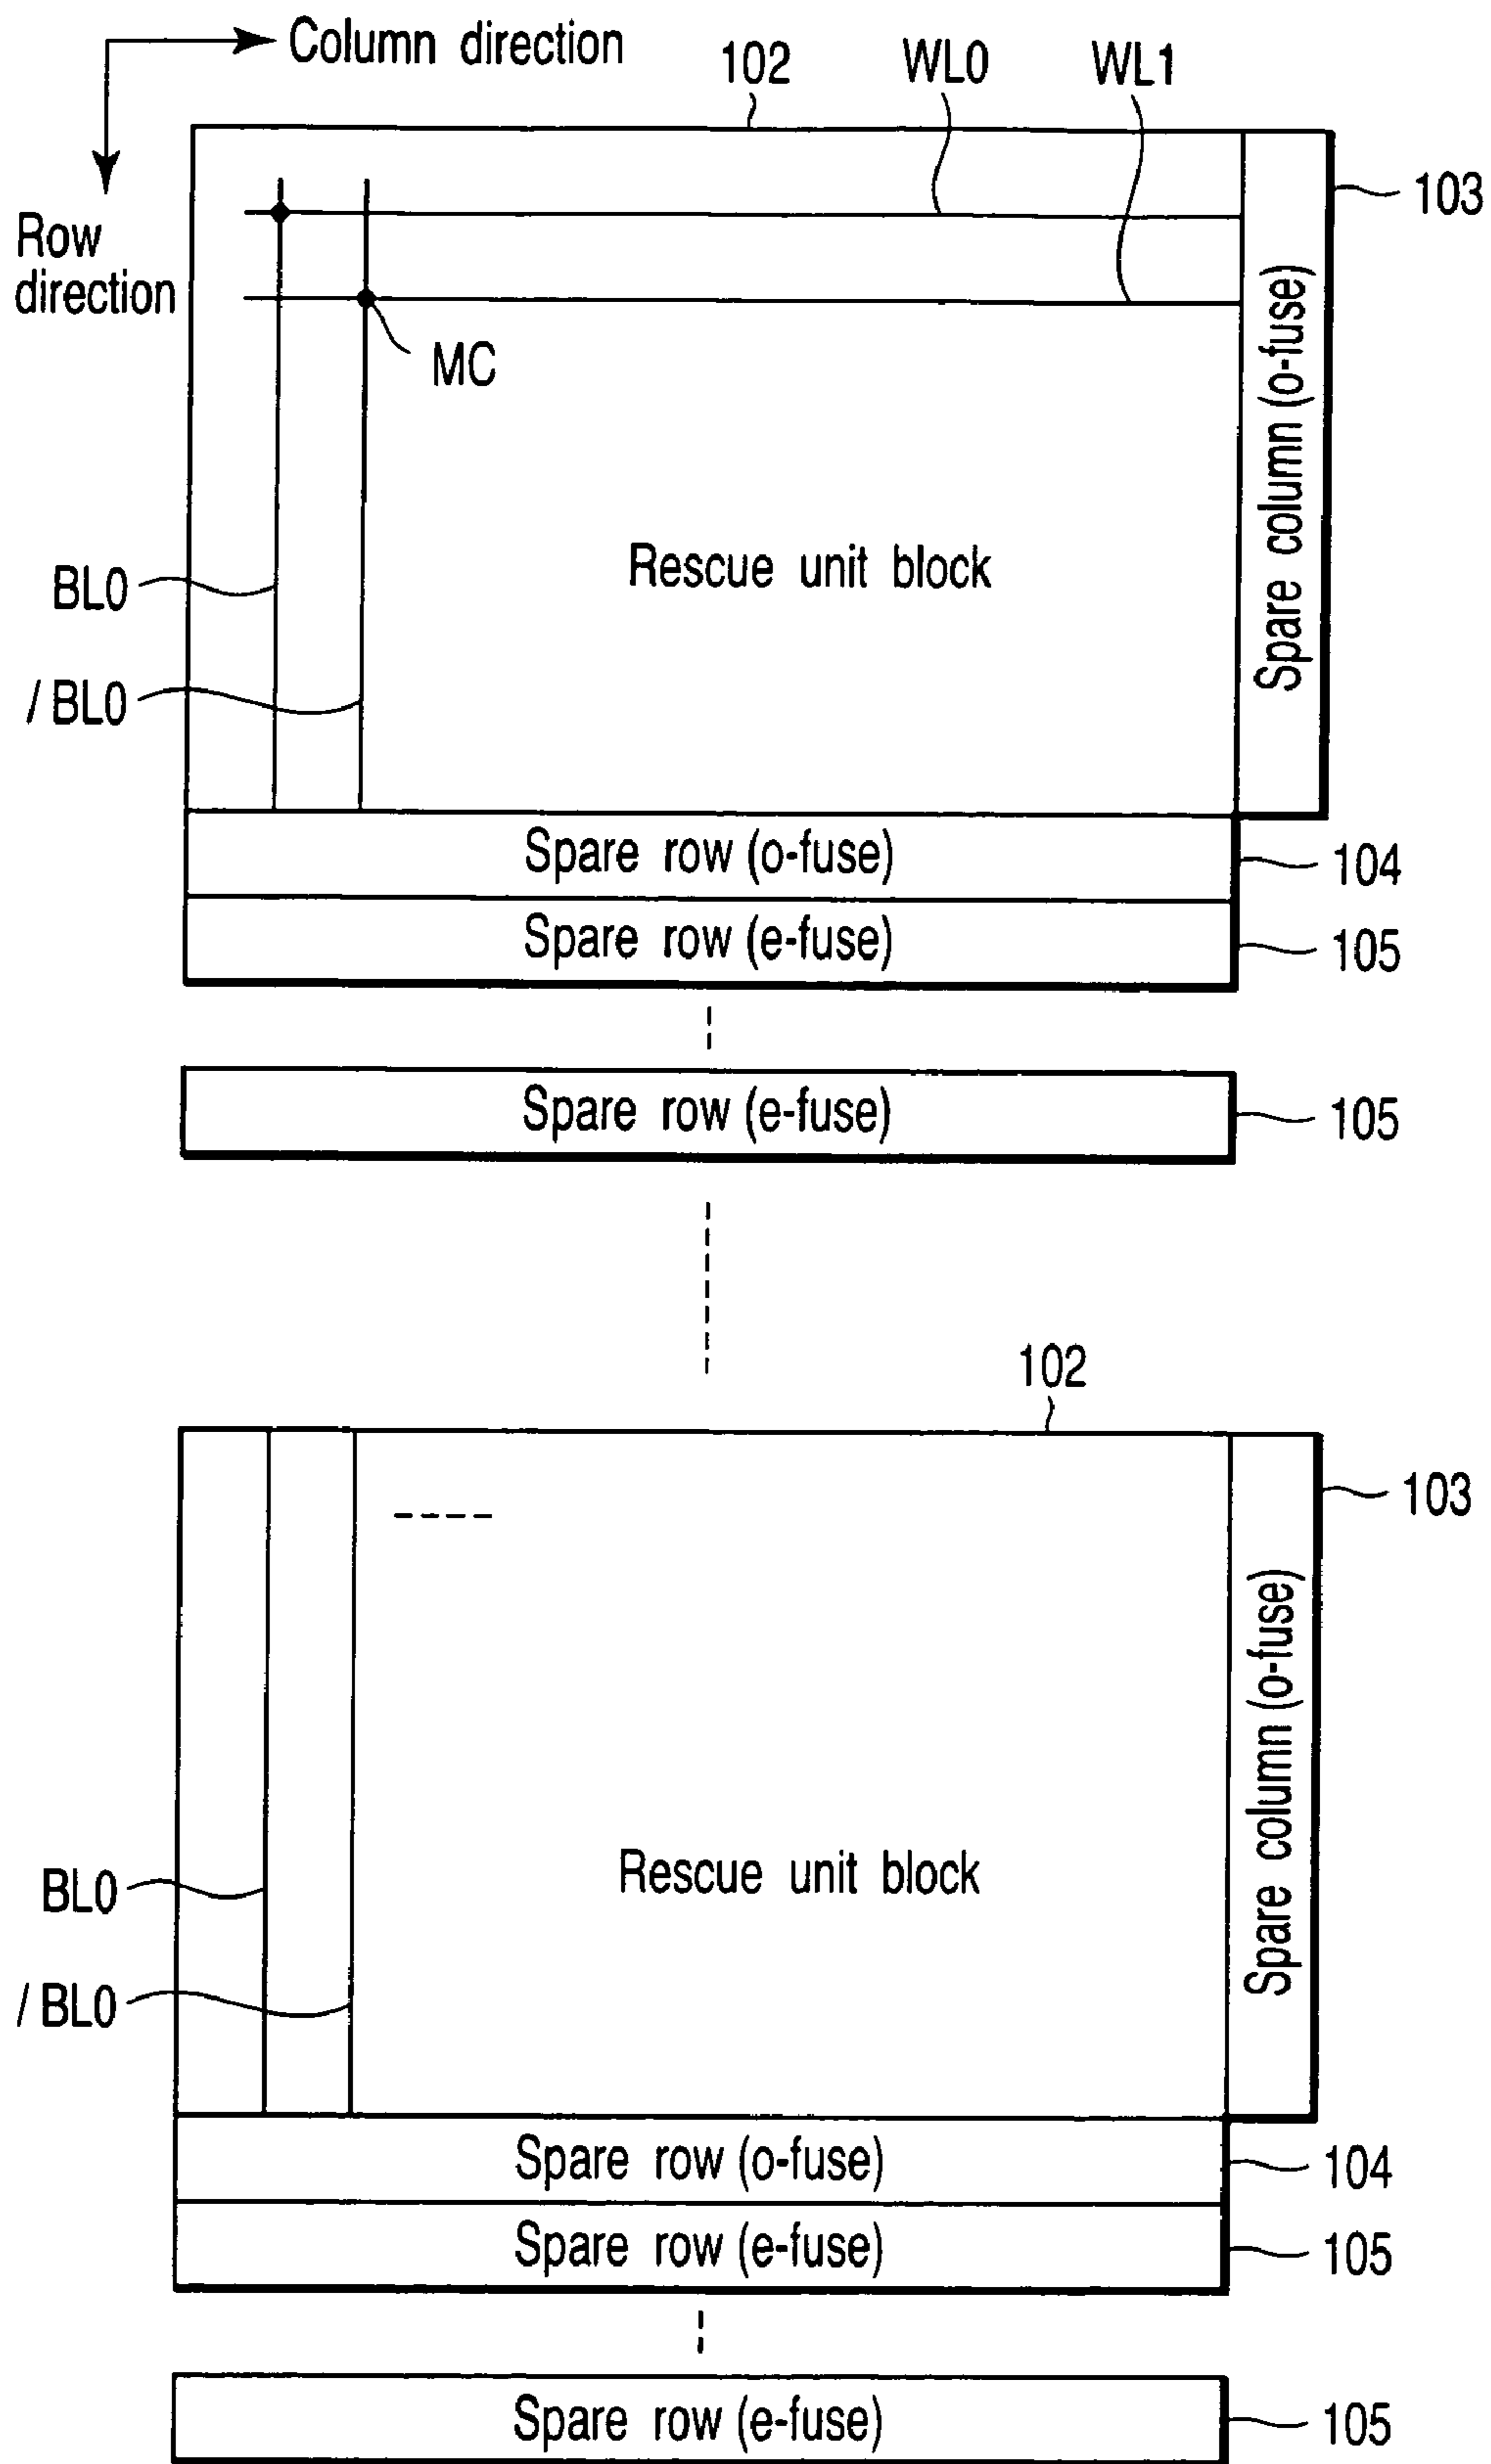 Column direction
102
WL0
WL1
103
Row
direction
MC
Spare column (o-fuse)
Rescue unit block
BL0
/BL0
Spare row (o-fuse)
104
Spare row (e-fuse)
105
Spare row (e-fuse)
105
102
103
Spare column (o-fuse)
Rescue unit block
BL0
/BL0
Spare row (o-fuse)
104
Spare row (e-fuse)
105
Spare row (e-fuse)
105